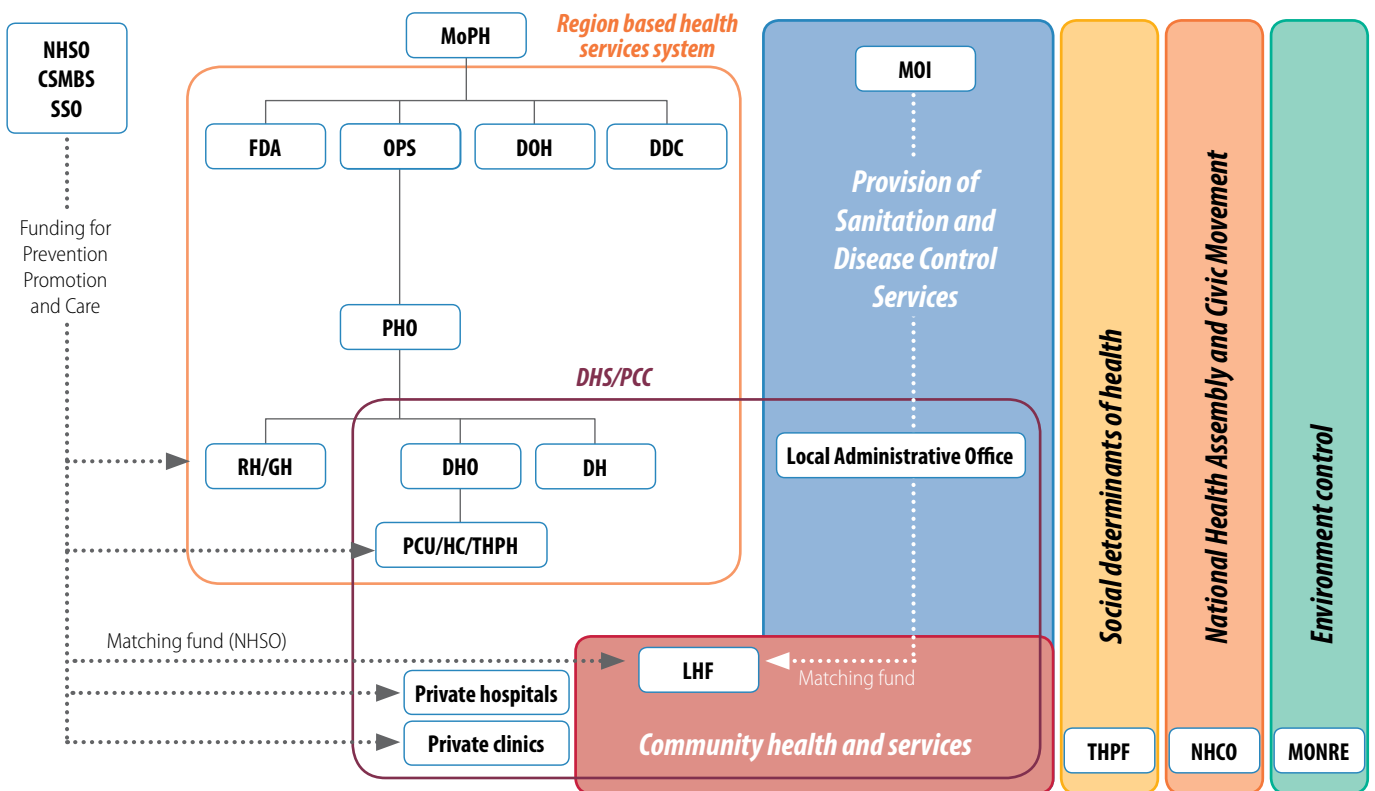 NHSO
CSMBS
SSO
MoPH
Region based health
services system
MOI
FDA
OPS
DOH
DDC
Funding for
Prevention
Promotion
and Care
Provision of
Sanitation and
Disease Control
Services
PHO
DHS/PCC
RH/GH
DHO
DH
Local Administrative Office
PCU/HC/THPH
Matching fund (NHSO)
LHF
Matching fund
Private hospitals
Private clinics
Community health and services
Social determinants of health
THPF
National Health Assembly and Civic Movement
NHCO
Environment control
MONRE